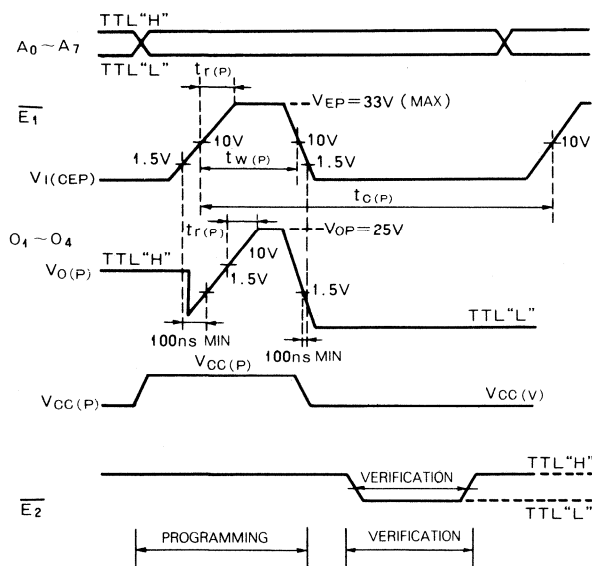 TTL“H”
A0～A7
TTL“L”
tr(P)
E1
VEP=33V (MAX)
1.5V
10V
10V
10V
tw(P)
1.5V
VI(CEP)
tC(P)
O1～O4
tr(P)
VOP=25V
TTL“H”
10V
VO(P)
1.5V
1.5V
TTL“L”
100ns MIN
100ns MIN
VCC(P)
VCC(P)
VCC(V)
TTL“H”
VERIFICATION
E2
TTL“L”
PROGRAMMING
VERIFICATION